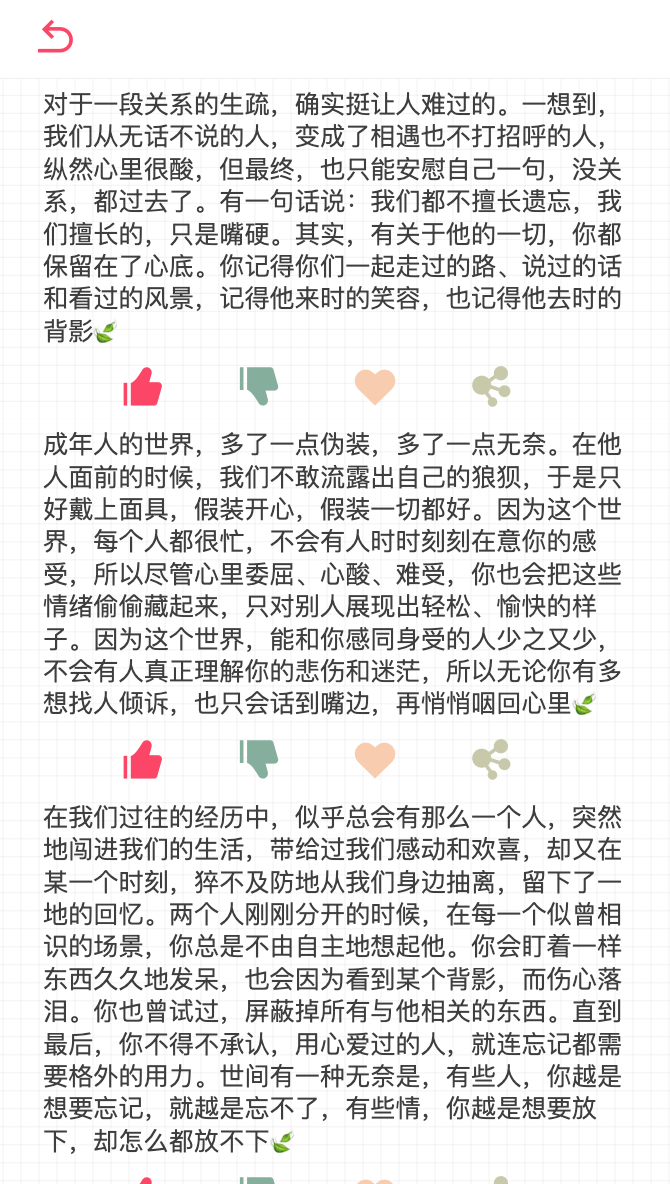 对于一段关系的生疏，确实挺让人难过的。一想到，
我们从无话不说的人，变成了相遇也不打招呼的人，
纵然心里很酸，但最终，也只能安慰自己一句，没关
系，都过去了。有一句话说：我们都不擅长遗忘，我
们擅长的，只是嘴硬。其实，有关于他的一切，你都
保留在了心底。你记得你们一起走过的路、说过的话
和看过的风景，记得他来时的笑容，也记得他去时的
背影🍃
成年人的世界，多了一点伪装，多了一点无奈。在他
人面前的时候，我们不敢流露出自己的狼狈，于是只
好戴上面具，假装开心，假装一切都好。因为这个世
界，每个人都很忙，不会有人时时刻刻在意你的感
受，所以尽管心里委屈、心酸、难受，你也会把这些
情绪偷偷藏起来，只对别人展现出轻松、愉快的样
子。因为这个世界，能和你感同身受的人少之又少，
不会有人真正理解你的悲伤和迷茫，所以无论你有多
想找人倾诉，也只会话到嘴边，再悄悄咽回心里🍃
在我们过往的经历中，似乎总会有那么一个人，突然
地闯进我们的生活，带给过我们感动和欢喜，却又在
某一个时刻，猝不及防地从我们身边抽离，留下了一
地的回忆。两个人刚刚分开的时候，在每一个似曾相
识的场景，你总是不由自主地想起他。你会盯着一样
东西久久地发呆，也会因为看到某个背影，而伤心落
泪。你也曾试过，屏蔽掉所有与他相关的东西。直到
最后，你不得不承认，用心爱过的人，就连忘记都需
要格外的用力。世间有一种无奈是，有些人，你越是
想要忘记，就越是忘不了，有些情，你越是想要放
下，却怎么都放不下🍃